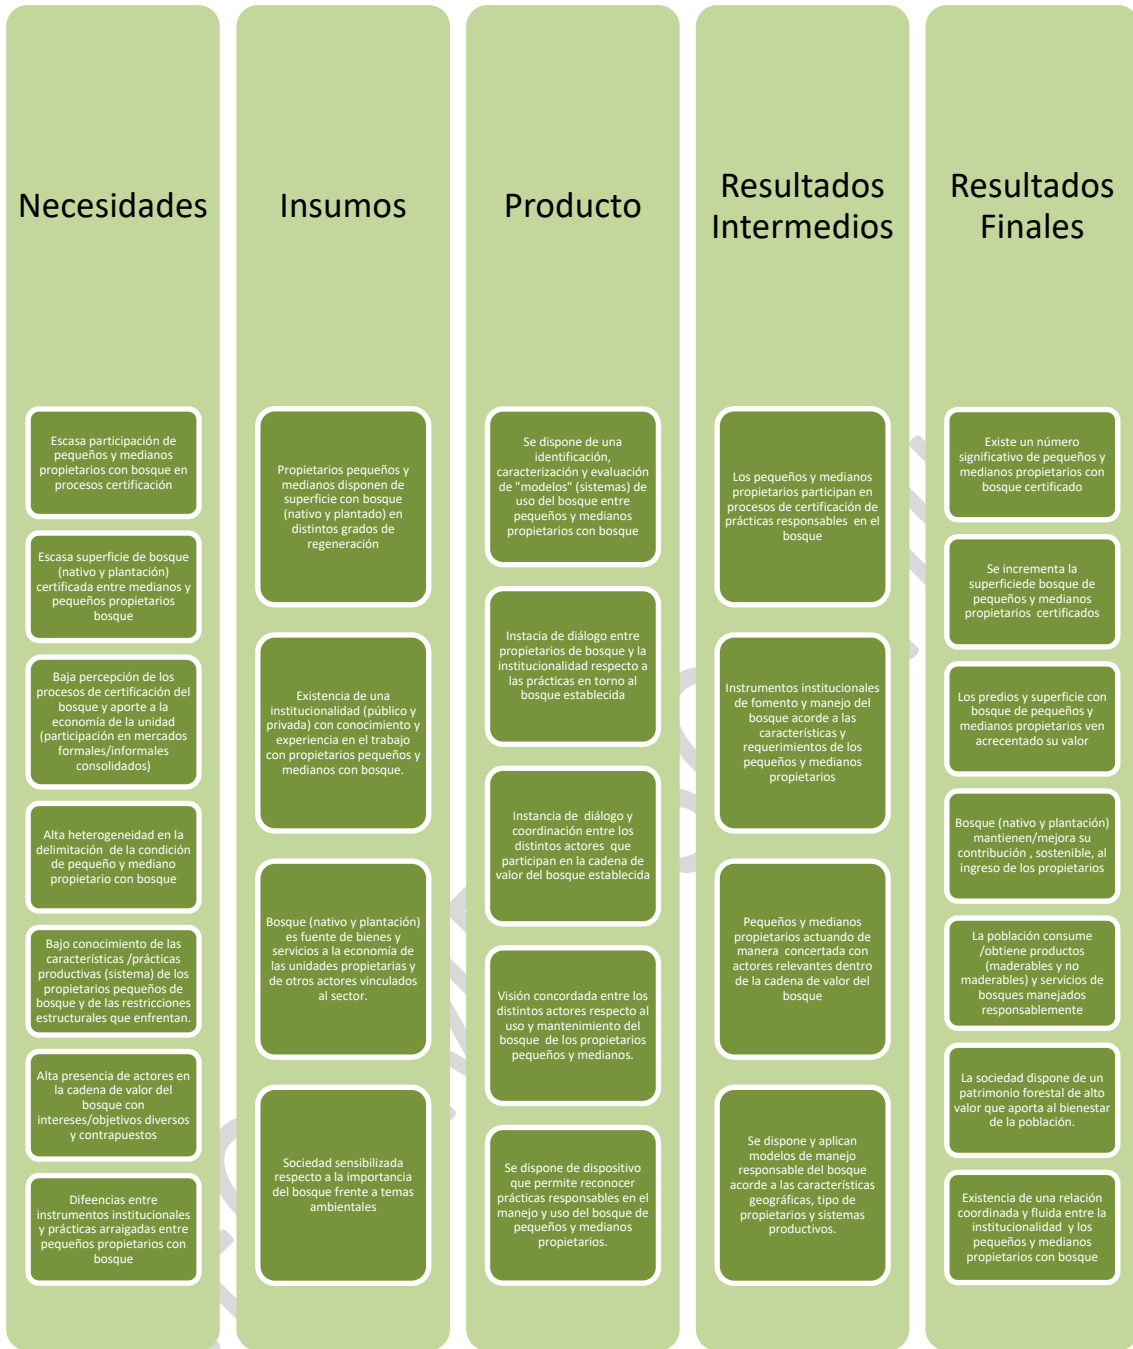 Necesidades
Escasa participación de
pequeños y medianos
propietarios con bosque en
procesos certificación
Escasa superficie de bosque
(nativo y plantación)
certificada entre medianos y
pequeños propietarios
bosque
Baja percepción de los
procesos de certificación del
bosque y aporte a la
economía de la unidad
(participación en mercados
formales/informales
consolidados)
Alta heterogeneidad en la
delimitación de la condición
de pequeño y mediano
propietario con bosque
Bajo conocimiento de las
características /prácticas
productivas (sistema) de los
propietarios pequeños de
bosque y de las restricciones
estructurales que enfrentan.
Alta presencia de actores en
la cadena de valor del
bosque con
intereses/objetivos diversos
y contrapuestos
Difeencias entre
instrumentos institucionales
y prácticas arraigadas entre
pequeños propietarios con
bosque
Insumos
Propietarios pequeños y
medianos disponen de
superficie con bosque
(nativo y plantado) en
distintos grados de
regeneración
Existencia de una
institucionalidad (público y
privada) con conocimiento y
experiencia en el trabajo
con propietarios pequeños y
medianos con bosque.
Bosque (nativo y plantación)
es fuente de bienes y
servicios a la economía de
las unidades propietarias y
de otros actores vinculados
al sector.
Sociedad sensibilizada
respecto a la importancia
del bosque frente a temas
ambientales
Producto
Se dispone de una
identificación,
caracterización y evaluación
de "modelos" (sistemas) de
uso del bosque entre
pequeños y medianos
propietarios con bosque
Instacia de diálogo entre
propietarios de bosque y la
institucionalidad respecto a
las prácticas en torno al
bosque establecida
Instancia de diálogo y
coordinación entre los
distintos actores que
participan en la cadena de
valor del bosque establecida
Visión concordada entre los
distintos actores respecto al
uso y mantenimiento del
bosque de los propietarios
pequeños y medianos.
Se dispone de dispositivo
que permite reconocer
prácticas responsables en el
manejo y uso del bosque de
pequeños y medianos
propietarios.
Resultados
Intermedios
Los pequeños y medianos
propietarios participan en
procesos de certificación de
prácticas responsables en el
bosque
Instrumentos institucionales
de fomento y manejo del
bosque acorde a las
características y
requerimientos de los
pequeños y medianos
propietarios
Pequeños y medianos
propietarios actuando de
manera concertada con
actores relevantes dentro
de la cadena de valor del
bosque
Se dispone y aplican
modelos de manejo
responsable del bosque
acorde a las características
geográficas, tipo de
propietarios y sistemas
productivos.
Resultados
Finales
Existe un número
significativo de pequeños y
medianos propietarios con
bosque certificado
Se incrementa la
superficiede bosque de
pequeños y medianos
propietarios certificados
Los predios y superficie con
bosque de pequeños y
medianos propietarios ven
acrecentado su valor
Bosque (nativo y plantación)
mantienen/mejora su
contribución , sostenible, al
ingreso de los propietarios
La población consume
/obtiene productos
(maderables y no
maderables) y servicios de
bosques manejados
responsablemente
La sociedad dispone de un
patrimonio forestal de alto
valor que aporta al bienestar
de la población.
Existencia de una relación
coordinada y fluida entre la
institucionalidad y los
pequeños y medianos
propietarios con bosque